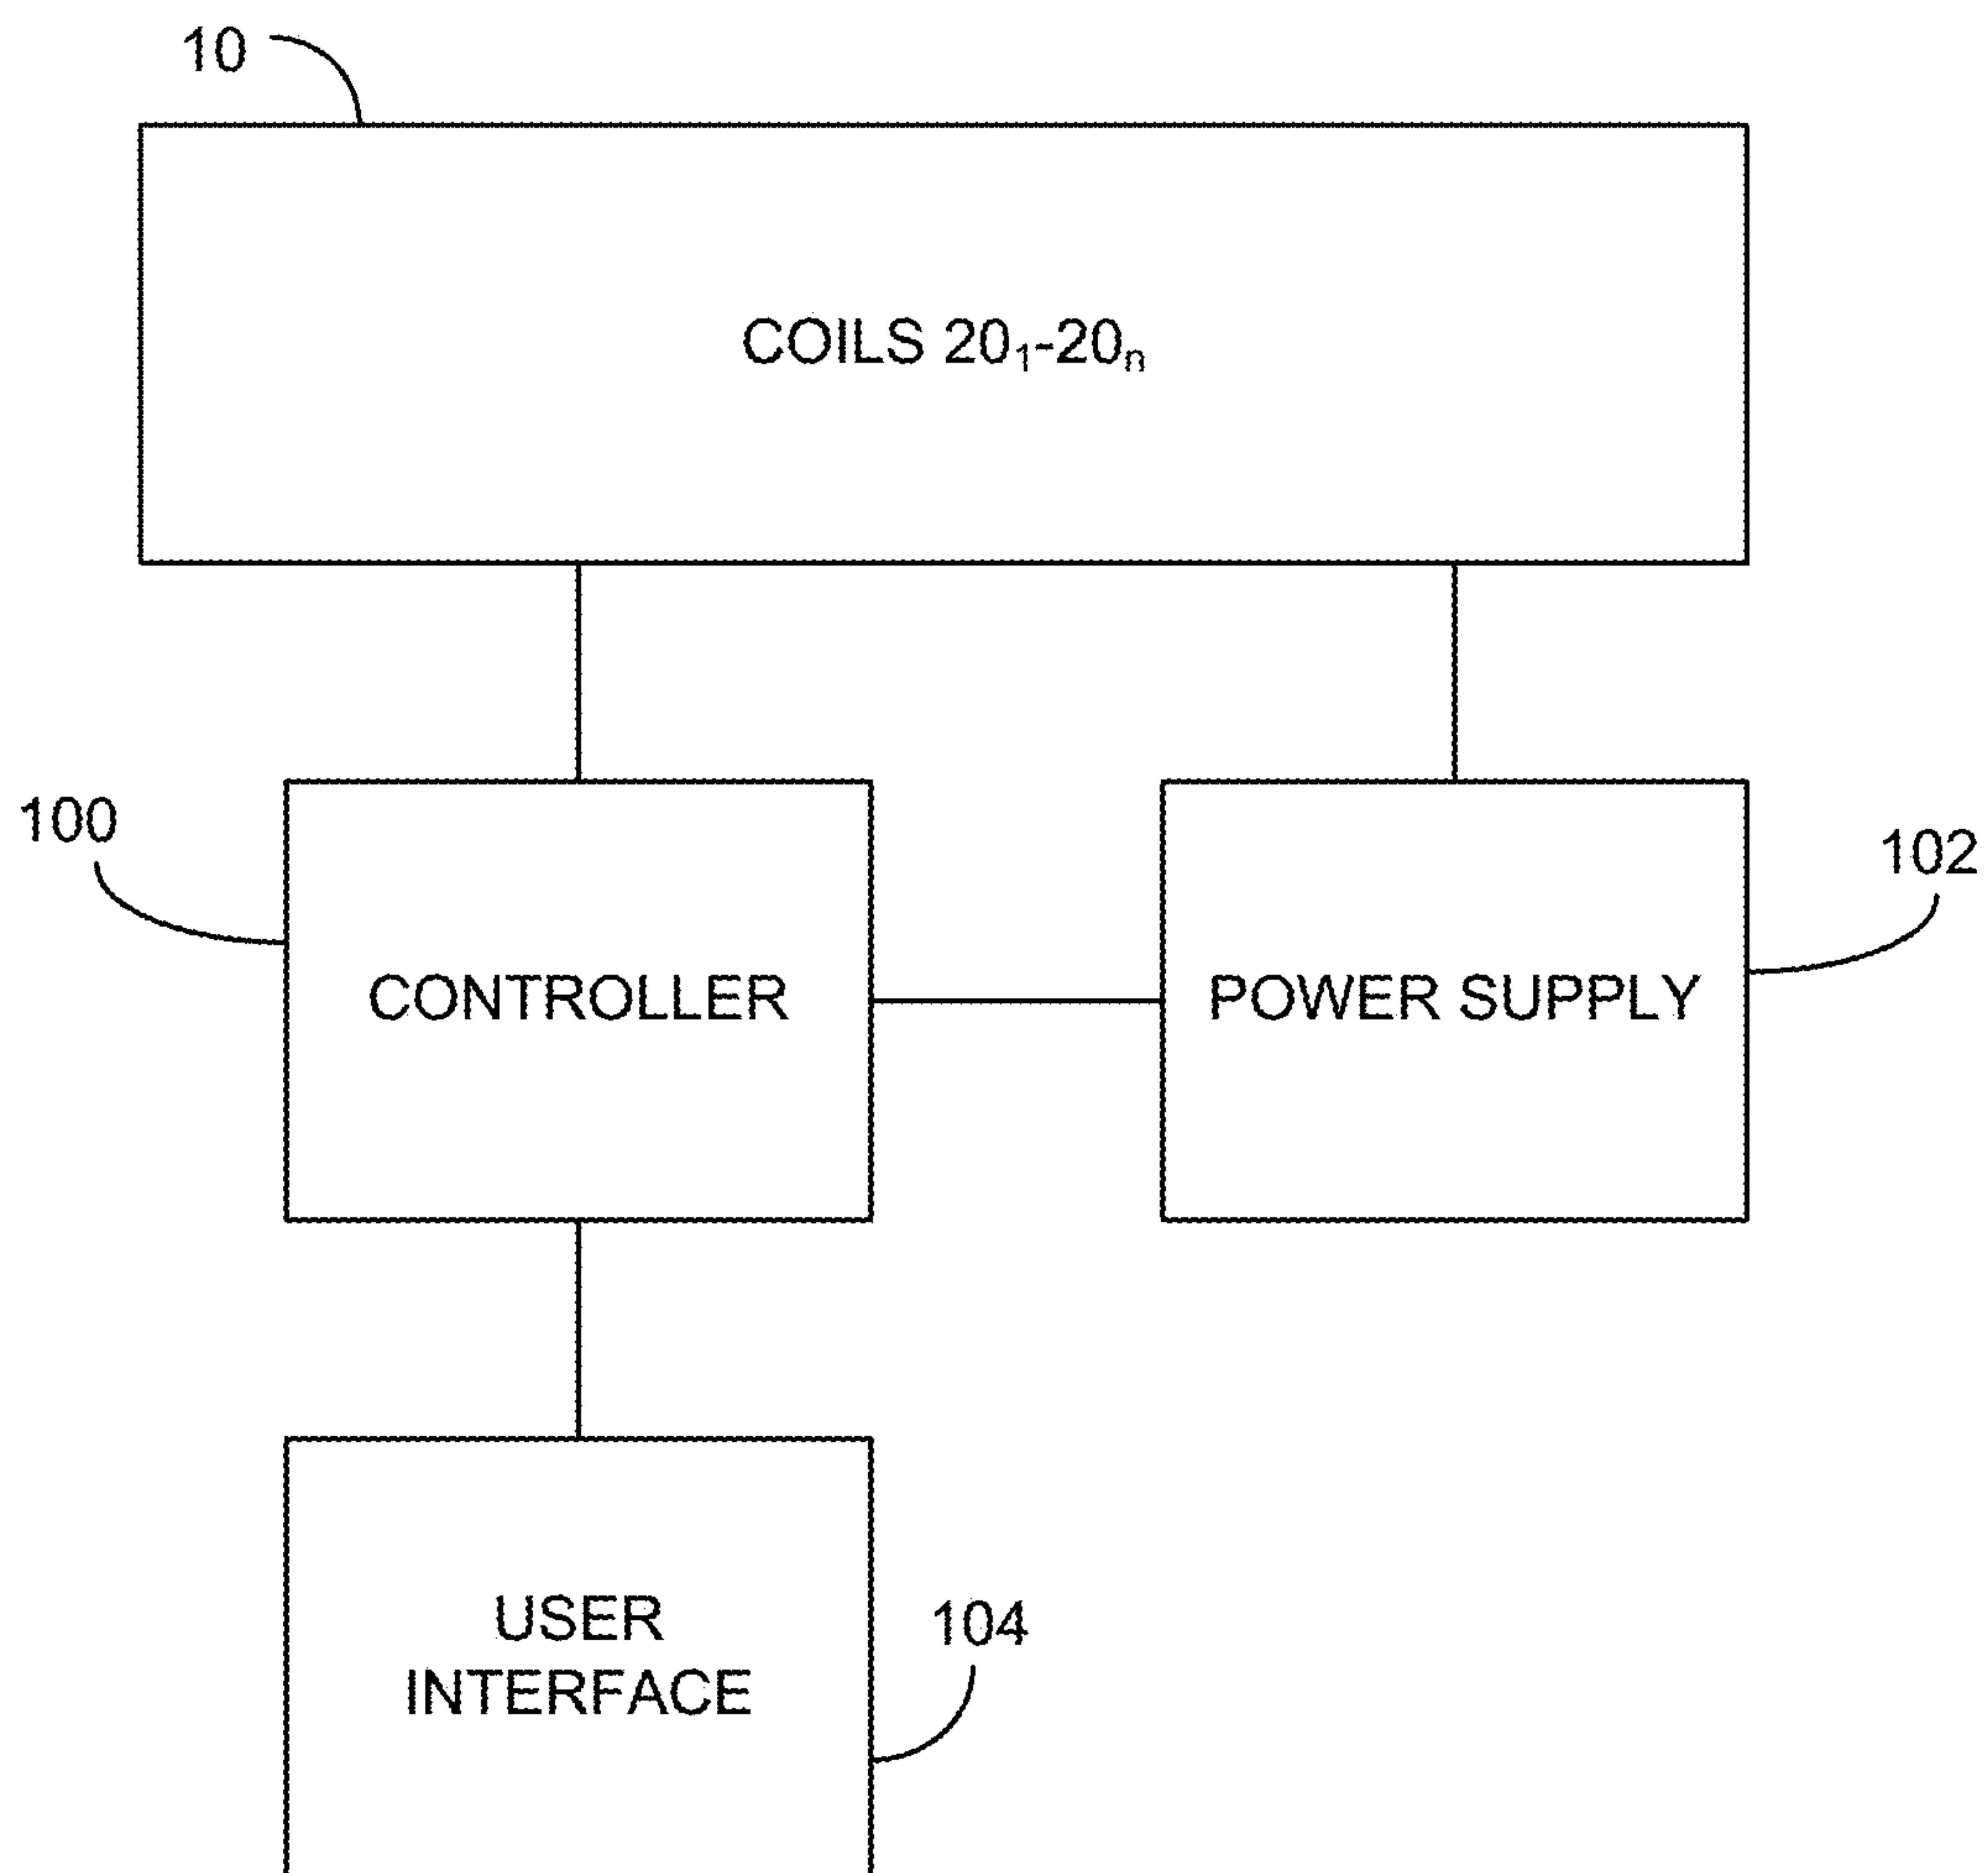 10
COILS 20₁-20ₙ
100
102
CONTROLLER
POWER SUPPLY
USER
INTERFACE
104